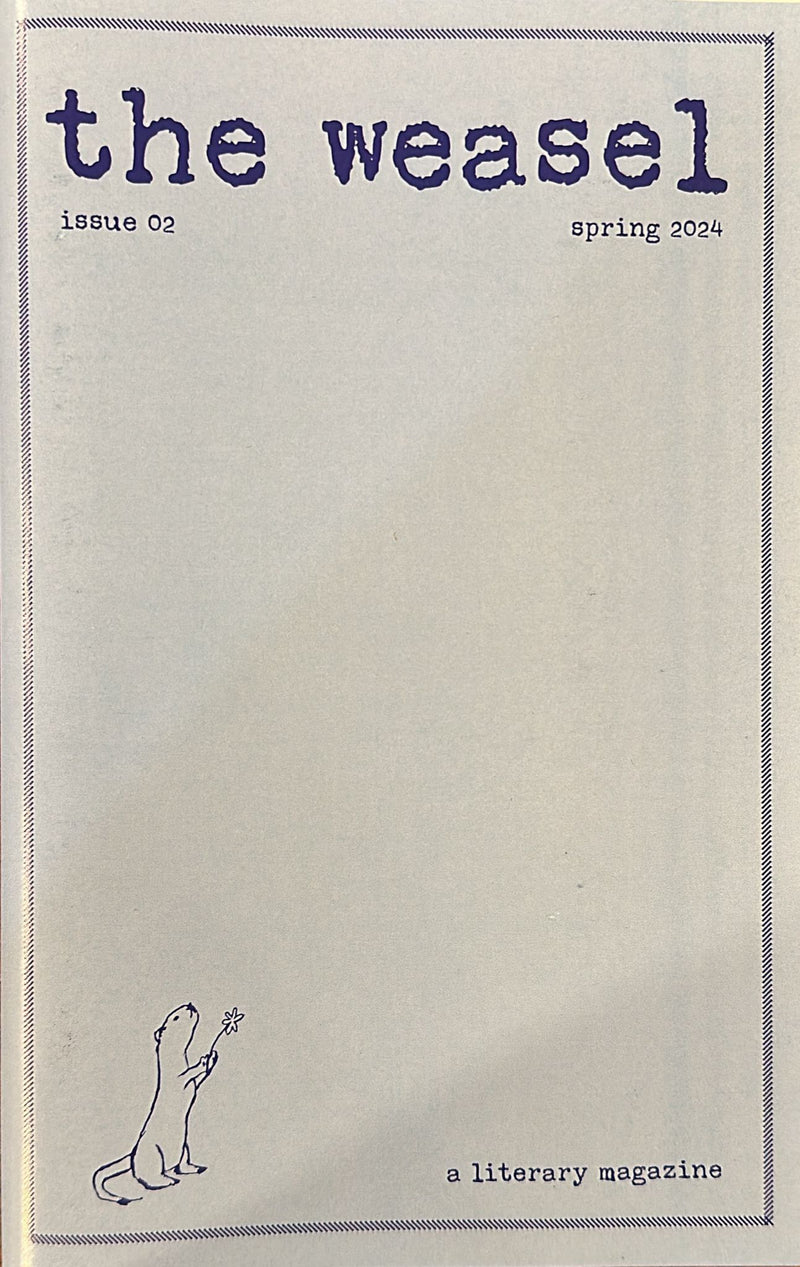 the weasel
issue 02 spring 2024
a literary magazine